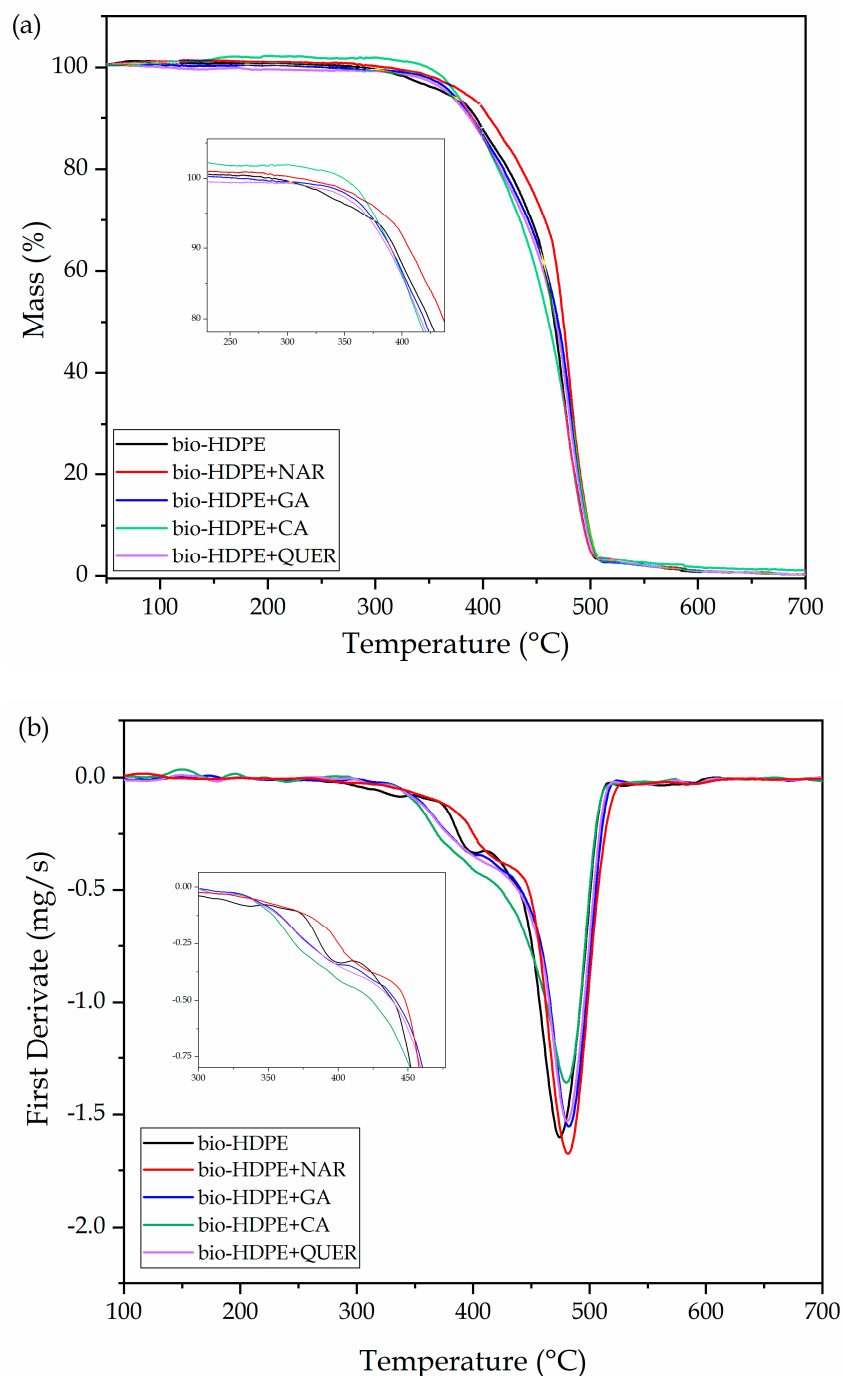 (a)
100
80
60
40
20
0
Mass (%)
100
90
80
250 300 350 400
bio-HDPE
bio-HDPE+NAR
bio-HDPE+GA
bio-HDPE+CA
bio-HDPE+QUER
100 200 300 400 500 600 700
Temperature (°C)
(b)
0.0
-0.5
-1.0
-1.5
-2.0
First Derivate (mg/s)
0.00
-0.25
-0.50
-0.75
300 350 400 450
bio-HDPE
bio-HDPE+NAR
bio-HDPE+GA
bio-HDPE+CA
bio-HDPE+QUER
100 200 300 400 500 600 700
Temperature (°C)